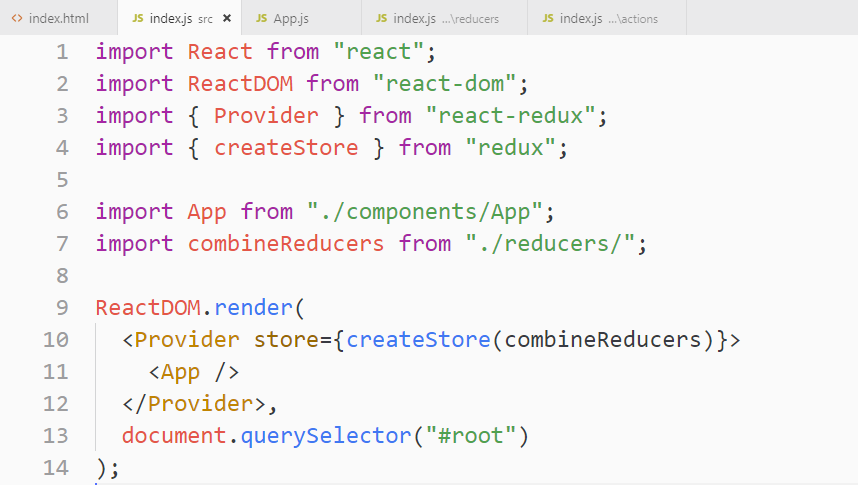 <> index.html JS index.js src × JS App.js JS index.js ...\reducers JS index.js ...\actions
1 import React from "react";
2 import ReactDOM from "react-dom";
3 import { Provider } from "react-redux";
4 import { createStore } from "redux";
5
6 import App from "./components/App";
7 import combineReducers from "./reducers/";
8
9 ReactDOM.render(
10   <Provider store={createStore(combineReducers)}>
11     <App />
12   </Provider>,
13   document.querySelector("#root")
14 );